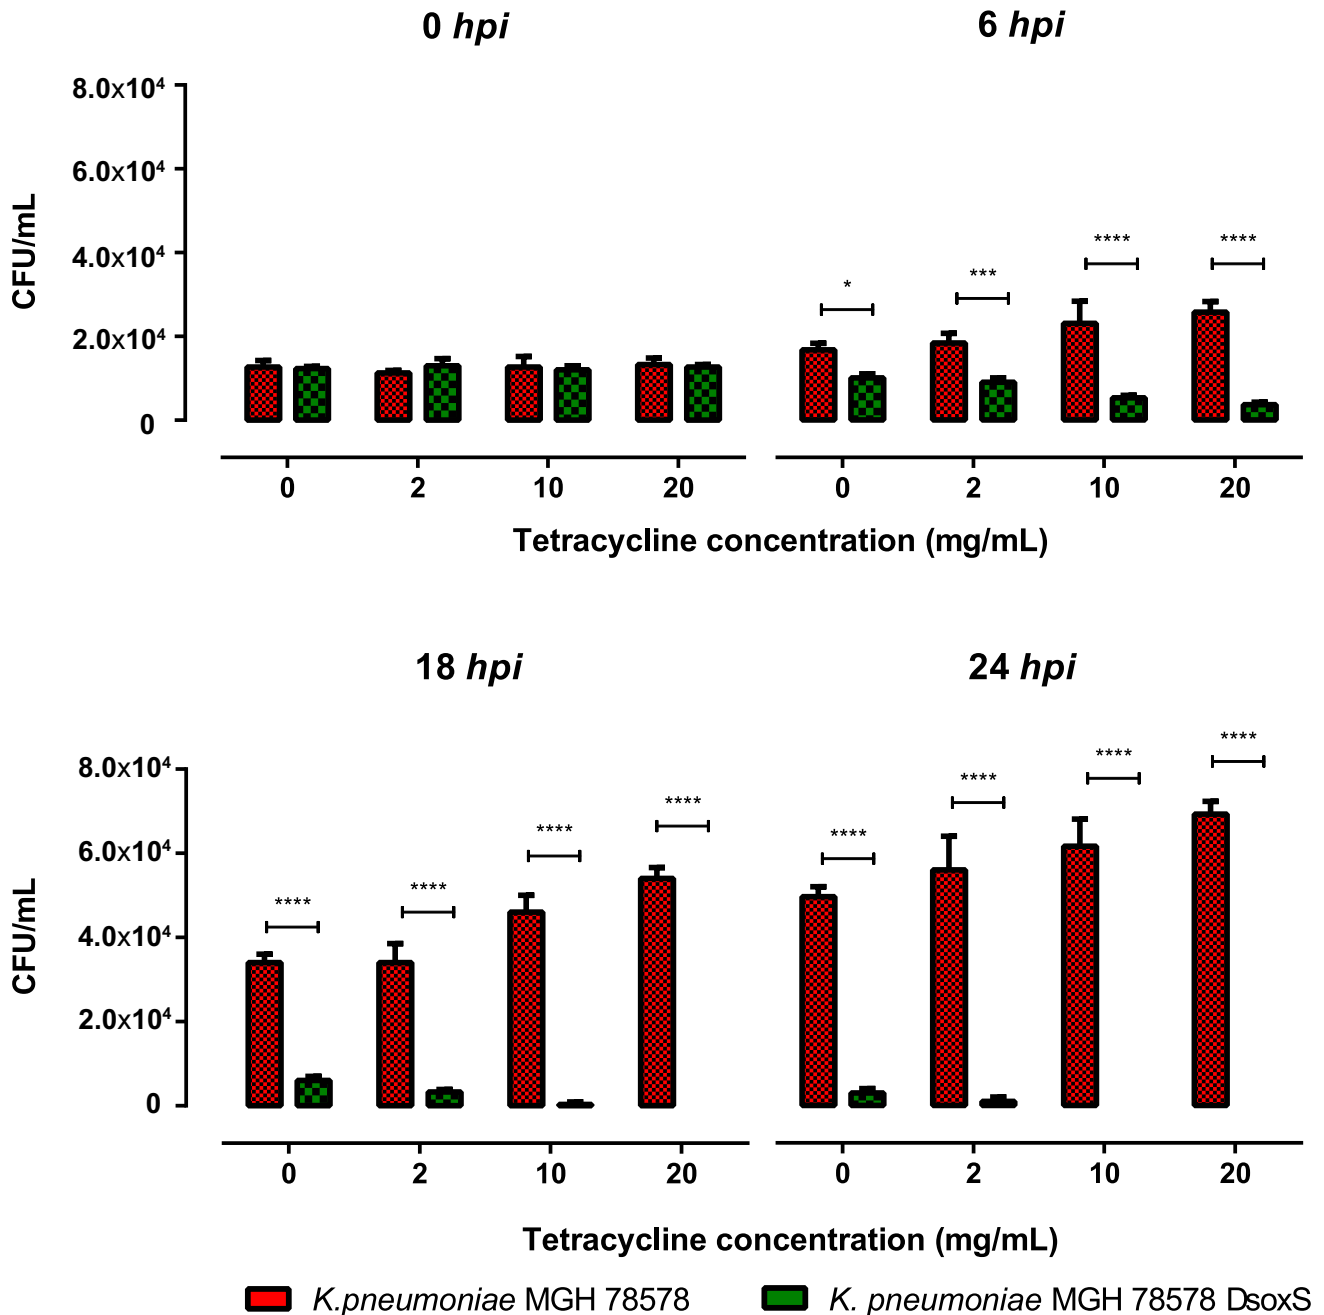 0 hpi
6 hpi
CFU/mL
8.0x10⁴
6.0x10⁴
4.0x10⁴
2.0x10⁴
0
* *** **** ****
0 2 10 20
0 2 10 20
Tetracycline concentration (mg/mL)
18 hpi
24 hpi
CFU/mL
8.0x10⁴
6.0x10⁴
4.0x10⁴
2.0x10⁴
0
**** **** **** ****
**** **** **** ****
0 2 10 20
0 2 10 20
Tetracycline concentration (mg/mL)
K.pneumoniae MGH 78578
K. pneumoniae MGH 78578 DsoxS